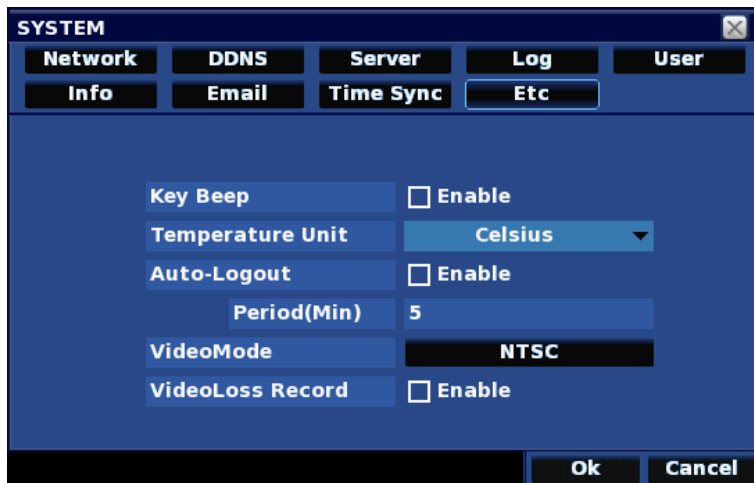 SYSTEM
Network DDNS Server Log User
Info Email Time Sync Etc
Key Beep Enable
Temperature Unit Celsius
Auto-Logout Enable
Period(Min) 5
VideoMode NTSC
VideoLoss Record Enable
Ok Cancel